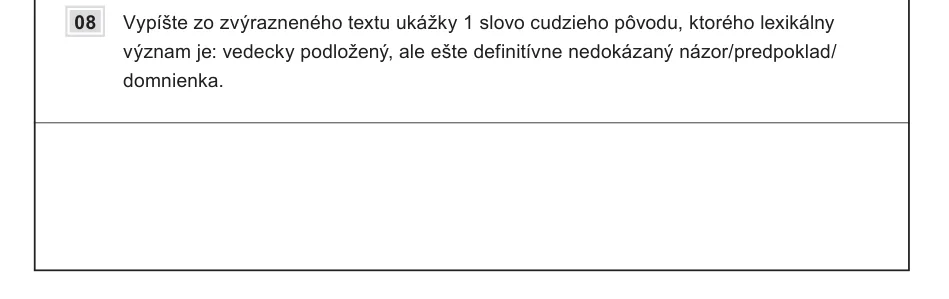 08 Vypíšte zo zvýrazneného textu ukážky 1 slovo cudzieho pôvodu, ktorého lexikálny
význam je: vedecky podložený, ale ešte definitívne nedokázaný názor/predpoklad/
domnienka.